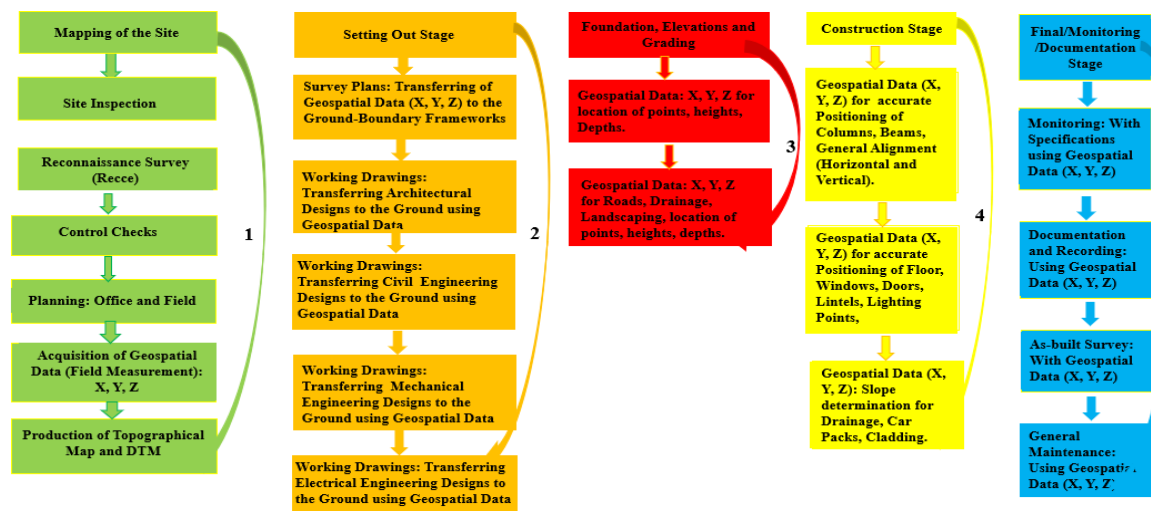 Mapping of the Site
Site Inspection
Reconnaissance Survey
(Recce)
Control Checks
Planning: Office and Field
Acquisition of Geospatial
Data (Field Measurement):
X, Y, Z
Production of Topographical
Map and DTM
1
Setting Out Stage
Survey Plans: Transferring of
Geospatial Data (X, Y, Z) to the
Ground-Boundary Frameworks
Working Drawings:
Transferring Architectural
Designs to the Ground using
Geospatial Data
Working Drawings:
Transferring Civil Engineering
Designs to the Ground using
Geospatial Data
Working Drawings:
Transferring Mechanical
Engineering Designs to the
Ground using Geospatial Data
Working Drawings: Transferring
Electrical Engineering Designs to
the Ground using Geospatial Data
2
Foundation, Elevations and
Grading
Geospatial Data: X, Y, Z for
location of points, heights,
Depths.
Geospatial Data: X, Y, Z
for Roads, Drainage,
Landscaping, location of
points, heights, depths.
3
Construction Stage
Geospatial Data (X,
Y, Z) for accurate
Positioning of
Columns, Beams,
General Alignment
(Horizontal and
Vertical).
Geospatial Data (X,
Y, Z) for accurate
Positioning of Floor,
Windows, Doors,
Lintels, Lighting
Points,
Geospatial Data (X,
Y, Z): Slope
determination for
Drainage, Car
Packs, Cladding.
4
Final/Monitoring
/Documentation
Stage
Monitoring: With
Specifications
using Geospatial
Data (X, Y, Z)
Documentation
and Recording:
Using Geospatial
Data (X, Y, Z)
As-built Survey:
With Geospatial
Data (X, Y, Z)
General
Maintenance:
Using Geospatial
Data (X, Y, Z)